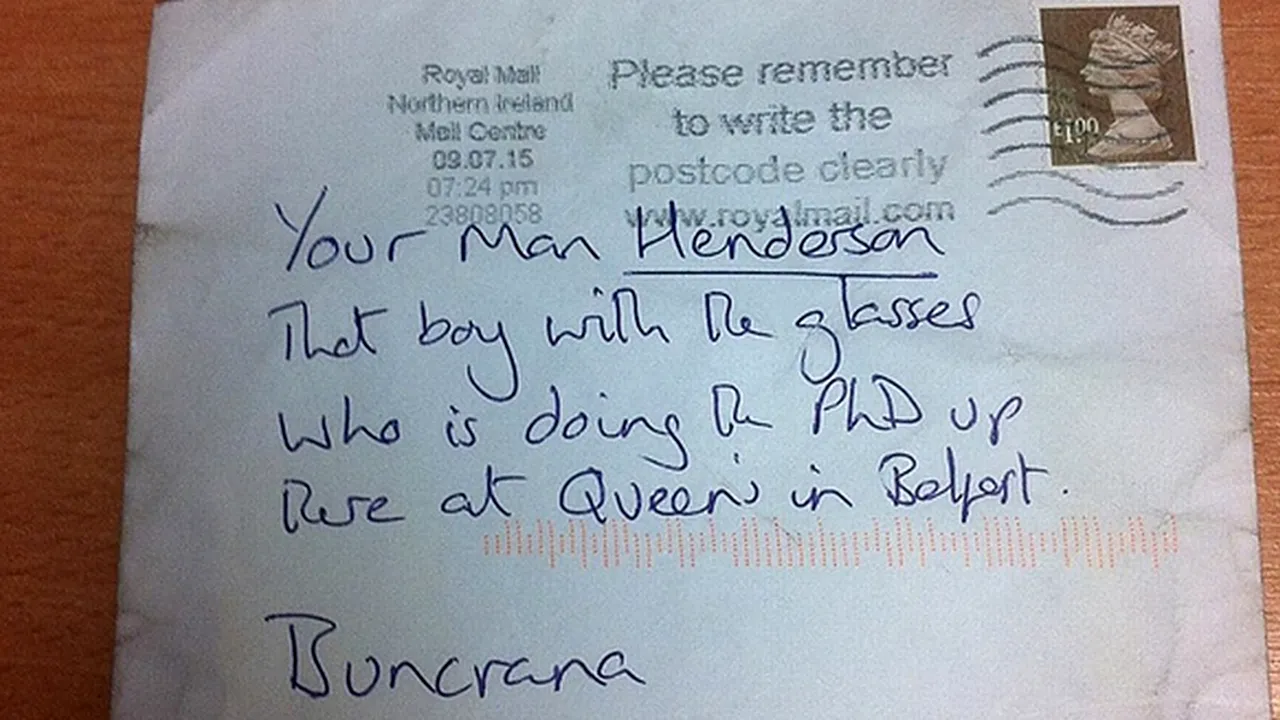 Royal Mail
Northern Ireland
Mail Centre
09.07.15
07:24 pm
23808058
Please remember
to write the
postcode clearly
www.royalmail.com
£1.00
Your Man Henderson
That boy with the glasses
who is doing the PhD up
there at Queen's in Belfast.
Buncrana